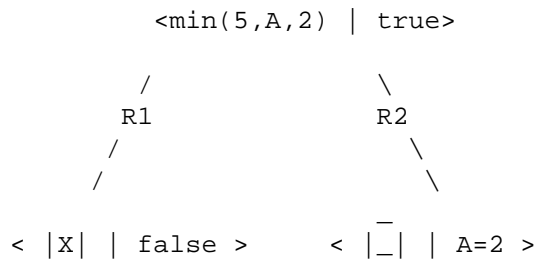 <min(5,A,2) | true>
/ \
R1 R2
/ \
/ \
_
< |X| | false > < |_| | A=2 >